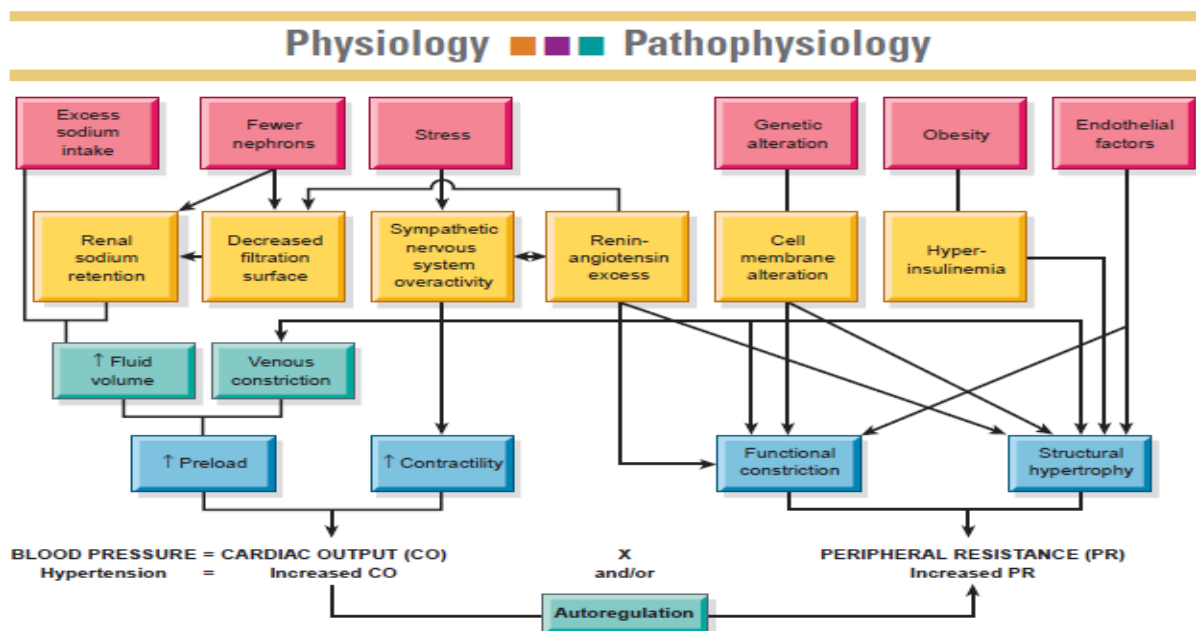 Physiology Pathophysiology
Excess
sodium
intake
Fewer
nephrons
Stress
Genetic
alteration
Obesity
Endothelial
factors
Renal
sodium
retention
Decreased
filtration
surface
Sympathetic
nervous
system
overactivity
Renin-
angiotensin
excess
Cell
membrane
alteration
Hyper-
insulinemia
↑ Fluid
volume
Venous
constriction
↑ Preload
↑ Contractility
Functional
constriction
Structural
hypertrophy
BLOOD PRESSURE = CARDIAC OUTPUT (CO) X PERIPHERAL RESISTANCE (PR)
Hypertension = Increased CO and/or Increased PR
Autoregulation